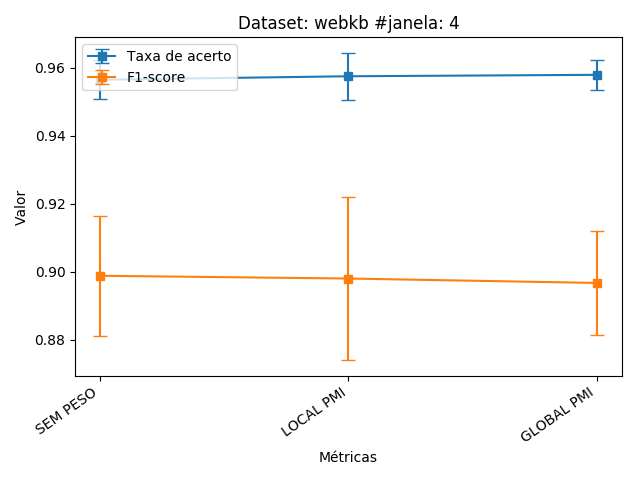 Dataset: webkb #janela: 4
Taxa de acerto
F1-score
0.96
0.94
0.92
0.90
0.88
Valor
SEM PESO
LOCAL PMI
GLOBAL PMI
Métricas